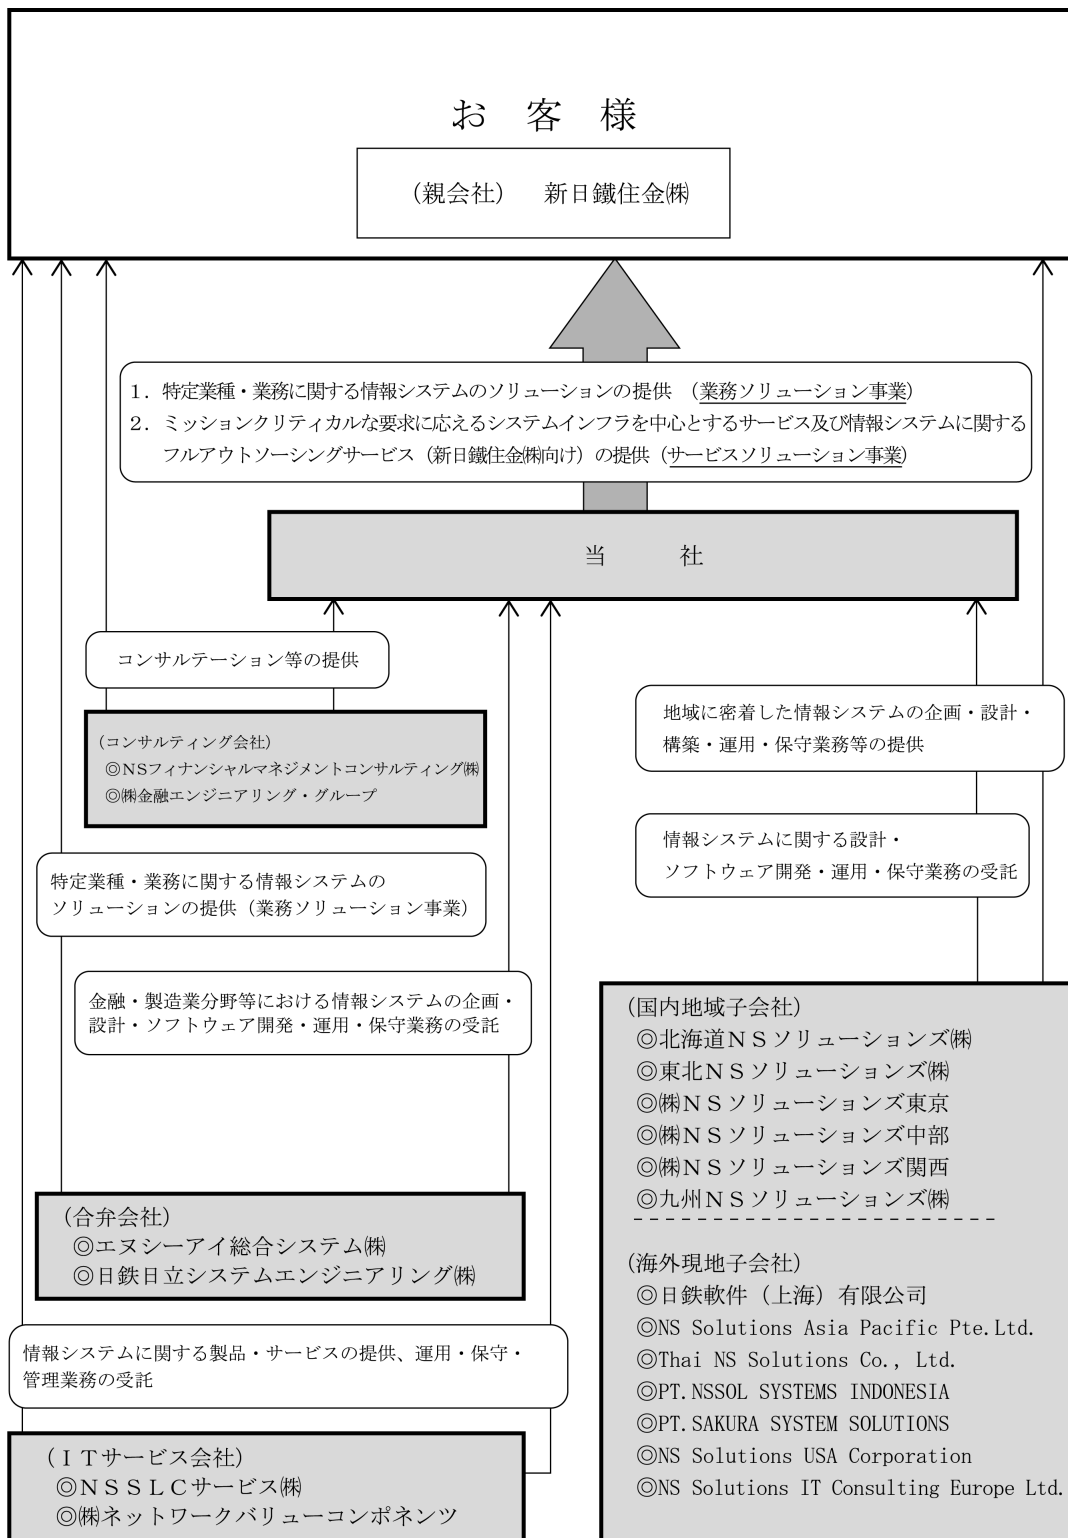 お　客　様
（親会社）　新日鐵住金㈱
1．特定業種・業務に関する情報システムのソリューションの提供　（業務ソリューション事業）
2．ミッションクリティカルな要求に応えるシステムインフラを中心とするサービス及び情報システムに関する
フルアウトソーシングサービス（新日鐵住金㈱向け）の提供（サービスソリューション事業）
当　　社
コンサルテーション等の提供
（コンサルティング会社）
◎NSフィナンシャルマネジメントコンサルティング㈱
◎㈱金融エンジニアリング・グループ
地域に密着した情報システムの企画・設計・
構築・運用・保守業務等の提供
情報システムに関する設計・
ソフトウェア開発・運用・保守業務の受託
特定業種・業務に関する情報システムの
ソリューションの提供（業務ソリューション事業）
金融・製造業分野等における情報システムの企画・
設計・ソフトウェア開発・運用・保守業務の受託
（合弁会社）
◎エヌシーアイ総合システム㈱
◎日鉄日立システムエンジニアリング㈱
情報システムに関する製品・サービスの提供、運用・保守・
管理業務の受託
（ＩＴサービス会社）
◎ＮＳＳＬＣサービス㈱
◎㈱ネットワークバリューコンポネンツ
（国内地域子会社）
◎北海道ＮＳソリューションズ㈱
◎東北ＮＳソリューションズ㈱
◎㈱ＮＳソリューションズ東京
◎㈱ＮＳソリューションズ中部
◎㈱ＮＳソリューションズ関西
◎九州ＮＳソリューションズ㈱
（海外現地子会社）
◎日鉄軟件（上海）有限公司
◎NS Solutions Asia Pacific Pte.Ltd.
◎Thai NS Solutions Co., Ltd.
◎PT.NSSOL SYSTEMS INDONESIA
◎PT.SAKURA SYSTEM SOLUTIONS
◎NS Solutions USA Corporation
◎NS Solutions IT Consulting Europe Ltd.